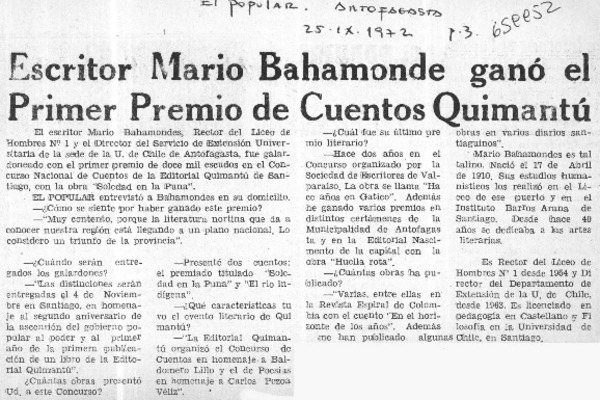 El popular. Antofagasta
25-IX-1972 p.3. 658852
Escritor Mario Bahamonde ganó el
Primer Premio de Cuentos Quimantú
El escritor Mario Bahamondes, Rector del Liceo de
Hombres Nº 1 y el Director del Servicio de Extensión Univer-
sitaria de la sede de la U. de Chile de Antofagasta, fue galar-
donado con el primer premio de doce mil escudos en el Con-
curso Nacional de Cuentos de la Editorial Quimantú de San-
tiago, con la obra "Soledad en la Puna".
EL POPULAR entrevistó a Bahamondes en su domicilio.
—¿Cómo se siente por haber ganado este premio?
—"Muy contento, porque la literatura nortina que da a
conocer nuestra región está llegando a un plano nacional. Lo
considero un triunfo de la provincia".
—¿Cuándo serán entre-
gados los galardones?
—"Las distinciones serán
entregadas el 4 de Novie-
mbre en Santiago, en homena-
je al segundo aniversario de
la ascensión del gobierno
popular al poder y al primer
año de la primera publica-
ción de un libro de la Edito-
rial Quimantú".
¿Cuántas obras presentó
Ud. a este Concurso?
—Presenté dos cuentos;
el premiado titulado "Sole-
dad en la Puna" y "El río in-
dígena".
—¿Qué características tu-
vo el evento literario de Qui
mantú?
—"La Editorial Quiman-
tú organizó el Concurso de
Cuentos en homenaje a Bal-
domero Lillo y el de Poesías
en homenaje a Carlos Pezoa
Véliz".
—¿Cuál fue su último pre
mio literario?
—Hace dos años en el
Concurso organizado por la
Sociedad de Escritores de Val-
paraíso. La obra se llama "Ha
ce años en Gatico". Además
he ganado varios premios en
distintos certámenes de la
Municipalidad de Antofagas
ta y en la Editorial Nasci-
mento de la capital con la
obra "Huella rota".
—¿Cuántas obras ha pu-
blicado?
—"Varias, entre ellas en
la Revista Espiral de Colom-
bia con el cuento "En el hori-
zonte de los años". Además
me han publicado algunas
obras en varios diarios san-
tiaguinos".
Mario Bahamondes es tal
talino. Nació el 17 de Abril
de 1910. Sus estudios huma-
nísticos los realizó en el Li-
ceo de ese puerto y en el
Instituto Barros Arana de
Santiago. Desde hace 40
años se dedica a las artes
literarias.
Es Rector del Liceo de
Hombres Nº 1 desde 1954 y Di
rector del Departamento de
Extensión de la U. de Chile,
desde 1963. Es licenciado en
pedagogía en Castellano y Fi
losofía en la Universidad de
Chile, en Santiago.